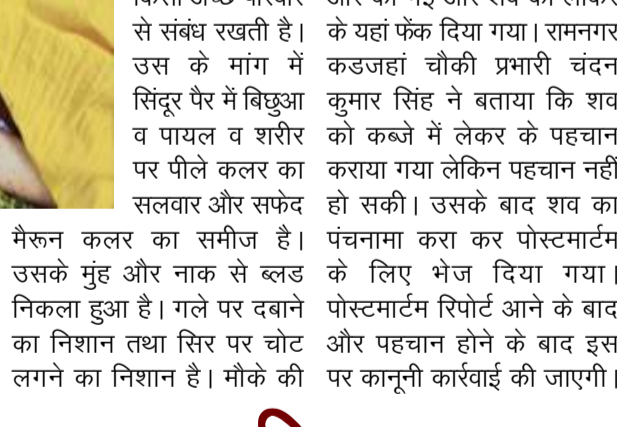 से संबंध रखती है।
उस के मांग में
सिंदूर पैर में बिछुआ
व पायल व शरीर
पर पीले कलर का
सलवार और सफेद
मैरून कलर का समीज है।
उसके मुंह और नाक से ब्लड
निकला हुआ है। गले पर दबाने
का निशान तथा सिर पर चोट
लगने का निशान है। मौके की
के यहां फेंक दिया गया। रामनगर
कडजहां चौकी प्रभारी चंदन
कुमार सिंह ने बताया कि शव
को कब्जे में लेकर के पहचान
कराया गया लेकिन पहचान नहीं
हो सकी। उसके बाद शव का
पंचनामा करा कर पोस्टमार्टम
के लिए भेज दिया गया।
पोस्टमार्टम रिपोर्ट आने के बाद
और पहचान होने के बाद इस
पर कानूनी कार्रवाई की जाएगी।